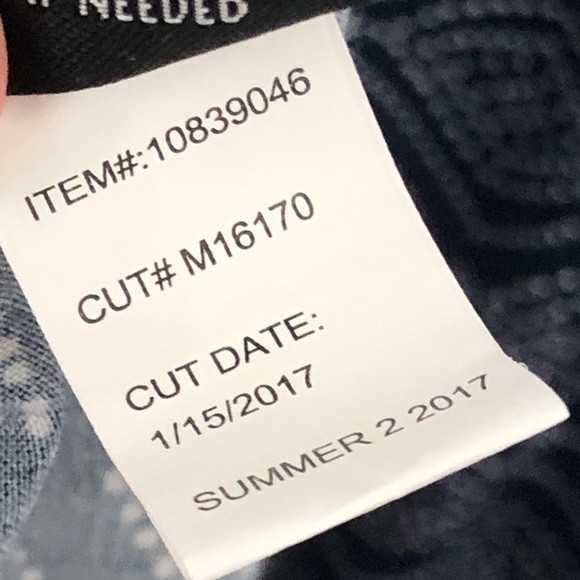 NEEDED
ITEM#:10839046
CUT# M16170
CUT DATE:
1/15/2017
SUMMER 2 2017